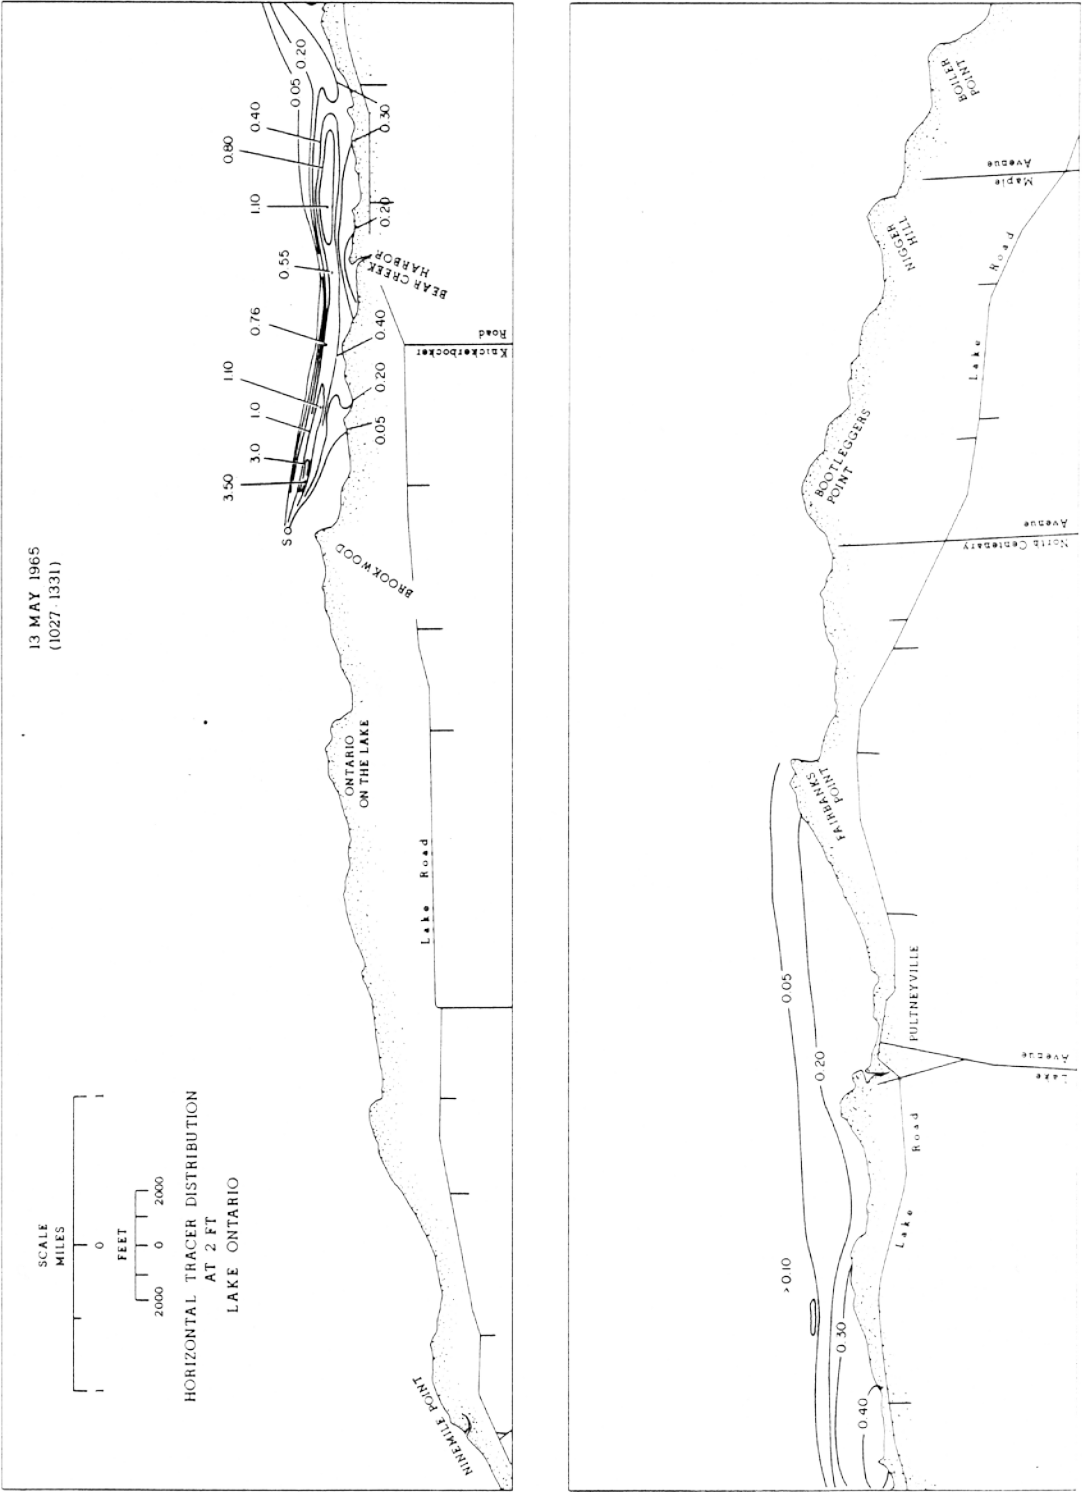 13 MAY 1965
(1027-1331)
SCALE
MILES
1 0 1
FEET
2000 0 2000
HORIZONTAL TRACER DISTRIBUTION
AT 2 FT
LAKE ONTARIO
NINEMILE POINT
Lake Road
ONTARIO
ON THE LAKE
BROOKWOOD
S
3.50
3.0
1.0
1.10
0.76
0.55
1.10
0.80
0.40
0.05
0.20
0.05
0.20
0.40
0.20
0.30
Knickerbocker
Road
BEAR CREEK
HARBOR
0.40
0.30
>0.10
0.20
0.05
Lake Road
Lake
Avenue
PULTNEYVILLE
FAIRBANKS
POINT
North Centenary
Avenue
BOOTLEGGERS
POINT
Lake Road
NIGGER
HILL
Maple
Avenue
BOILER
POINT